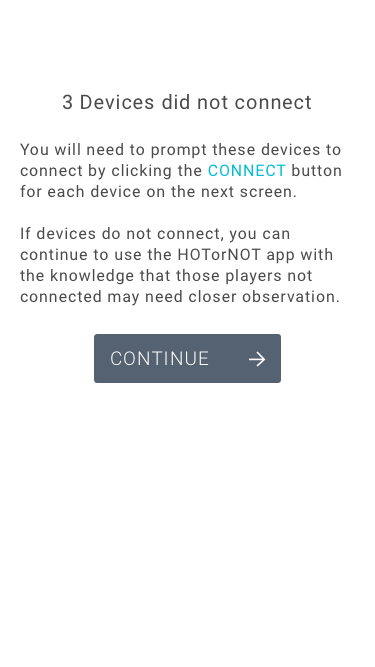 3 Devices did not connect
You will need to prompt these devices to
connect by clicking the CONNECT button
for each device on the next screen.
If devices do not connect, you can
continue to use the HOTorNOT app with
the knowledge that those players not
connected may need closer observation.
CONTINUE